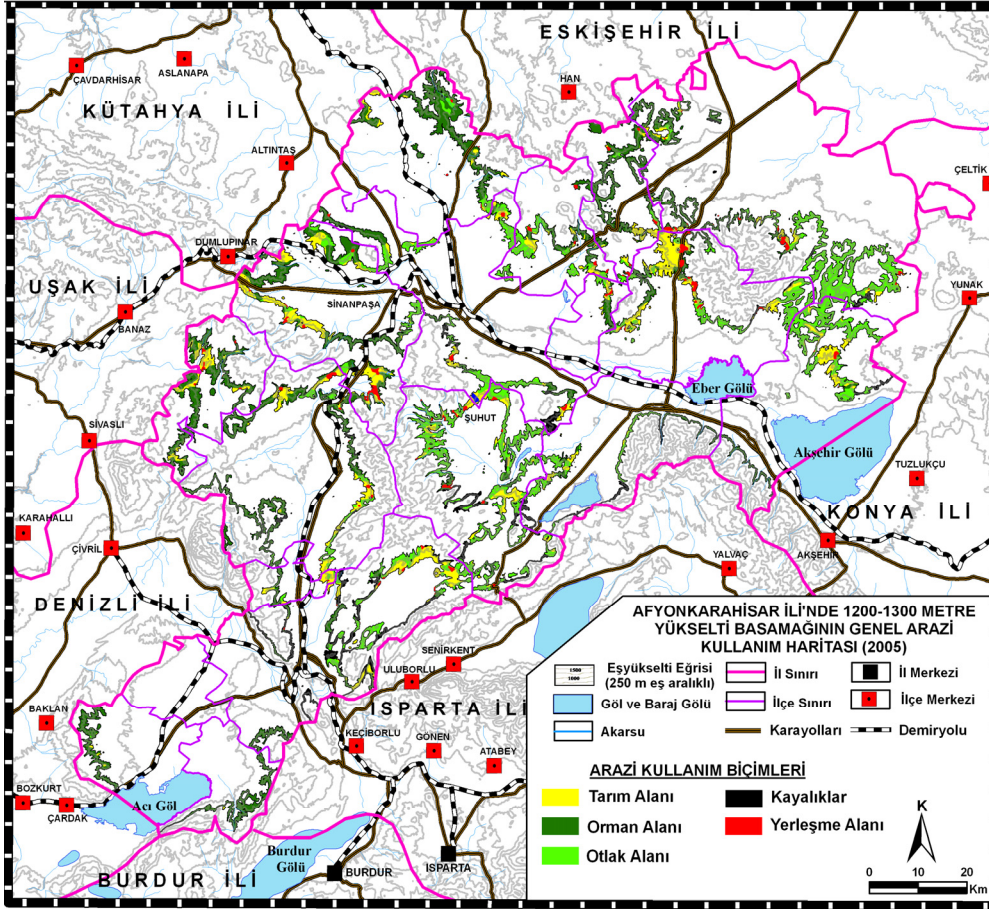 ESKİŞEHİR İLİ
ÇAVDARHİSAR
ASLANAPA
HAN
KÜTAHYA İLİ
ALTINTAŞ
ÇELTİK
DUMLUPINAR
UŞAK İLİ
SİNANPAŞA
YUNAK
BANAZ
Eber Gölü
ŞUHUT
SİVASLI
Akşehir Gölü
TUZLUKÇU
KARAHALLI
KONYA İLİ
ÇİVRİL
AKŞEHİR
YALVAÇ
DENİZLİ İLİ
SENİRKENT
ULUBORLU
BAKLAN
ISPARTA İLİ
KEÇİBORLU
GÖNEN
ATABEY
BOZKURT
ÇARDAK
Acı Göl
Burdur
Gölü
BURDUR
ISPARTA
BURDUR İLİ
AFYONKARAHİSAR İLİ'NDE 1200-1300 METRE
YÜKSELTİ BASAMAĞININ GENEL ARAZİ
KULLANIM HARİTASI (2005)
Eşyükselti Eğrisi
(250 m eş aralıklı)
İl Sınırı
İl Merkezi
Göl ve Baraj Gölü
İlçe Sınırı
İlçe Merkezi
Akarsu
Karayolları
Demiryolu
ARAZİ KULLANIM BİÇİMLERİ
Tarım Alanı
Kayalıklar
Orman Alanı
Yerleşme Alanı
Otlak Alanı
K
0 10 20
Km